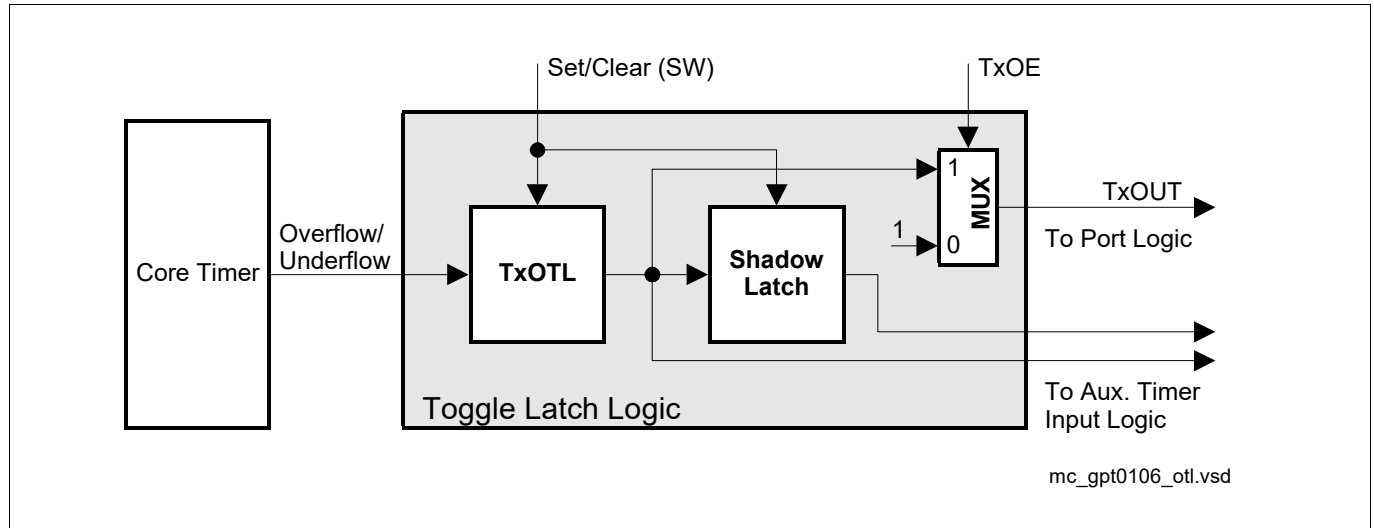 Set/Clear (SW)
TxOE
1
MUX
TxOUT
Overflow/
Underflow
1
0
To Port Logic
Core Timer
TxOTL
Shadow
Latch
To Aux. Timer
Input Logic
Toggle Latch Logic
mc_gpt0106_otl.vsd